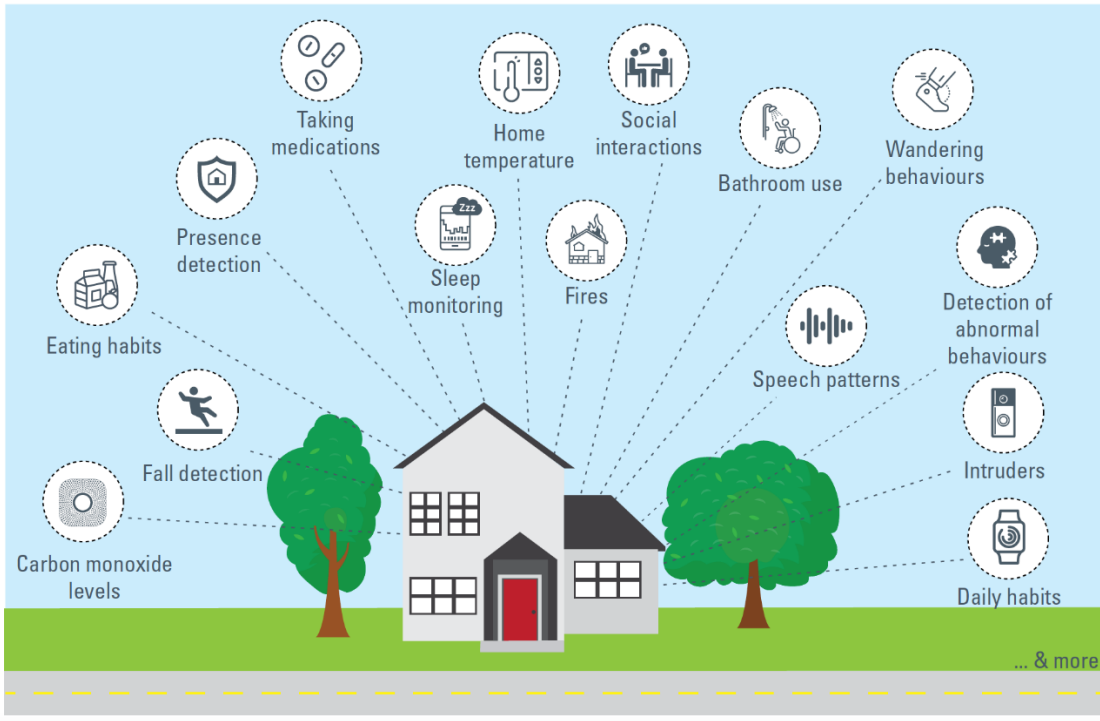 Taking
medications
Home
temperature
Social
interactions
Bathroom use
Wandering
behaviours
Presence
detection
Zzz
Sleep
monitoring
Fires
Eating habits
Speech patterns
Detection of
abnormal
behaviours
Fall detection
Intruders
Carbon monoxide
levels
Daily habits
... & more